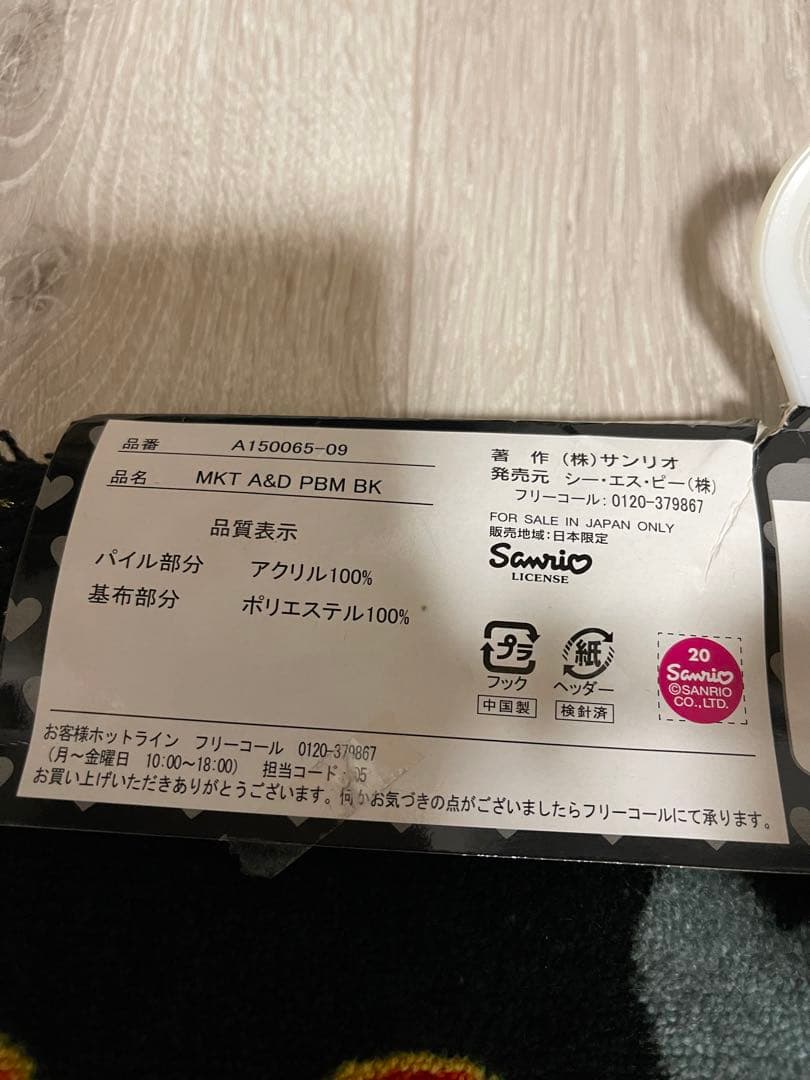 品番 A150065-09
品名 MKT A&D PBM BK
品質表示
パイル部分 アクリル100%
基布部分 ポリエステル100%
著 作 (株)サンリオ
発売元 シー・エス・ピー(株)
フリーコール:0120-379867
FOR SALE IN JAPAN ONLY
販売地域:日本限定
Sanrio
LICENSE
プラ
フック
中国製
紙
ヘッダー
検針済
20
Sanrio
©SANRIO
CO.,LTD.
お客様ホットライン フリーコール 0120-379867
(月～金曜日 10:00～18:00) 担当コード: 05
お買い上げいただきありがとうございます。何かお気づきの点がございましたらフリーコールにて承ります。